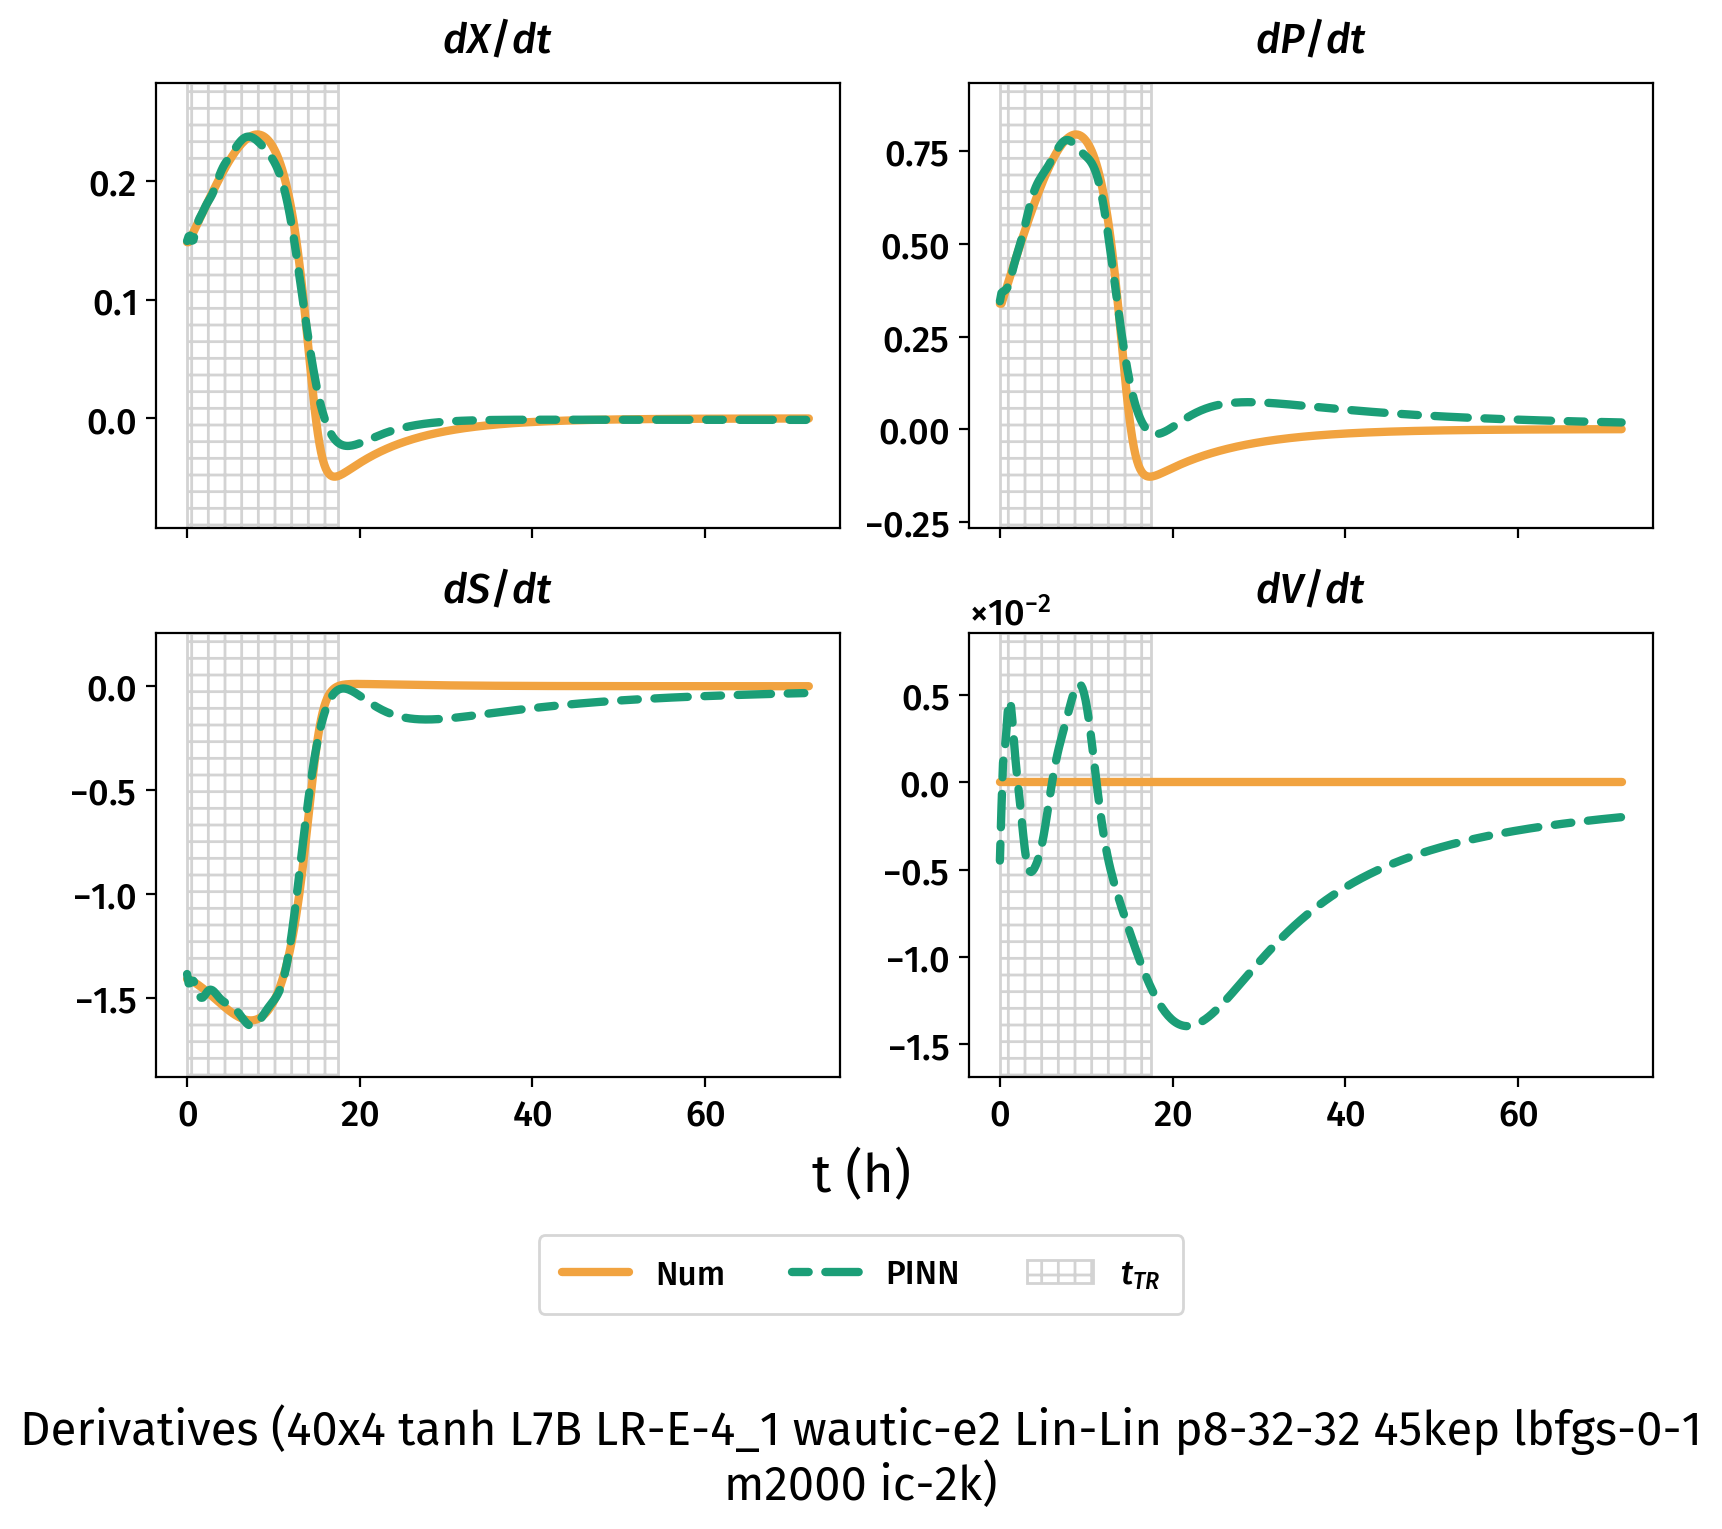 dX/dt
dP/dt
0.2
0.1
0.0
0.75
0.50
0.25
0.00
−0.25
dS/dt
dV/dt
×10⁻²
0.0
−0.5
−1.0
−1.5
0.5
0.0
−0.5
−1.0
−1.5
0 20 40 60
0 20 40 60
t (h)
Num PINN t_TR
Derivatives (40x4 tanh L7B LR-E-4_1 wautic-e2 Lin-Lin p8-32-32 45kep lbfgs-0-1
m2000 ic-2k)